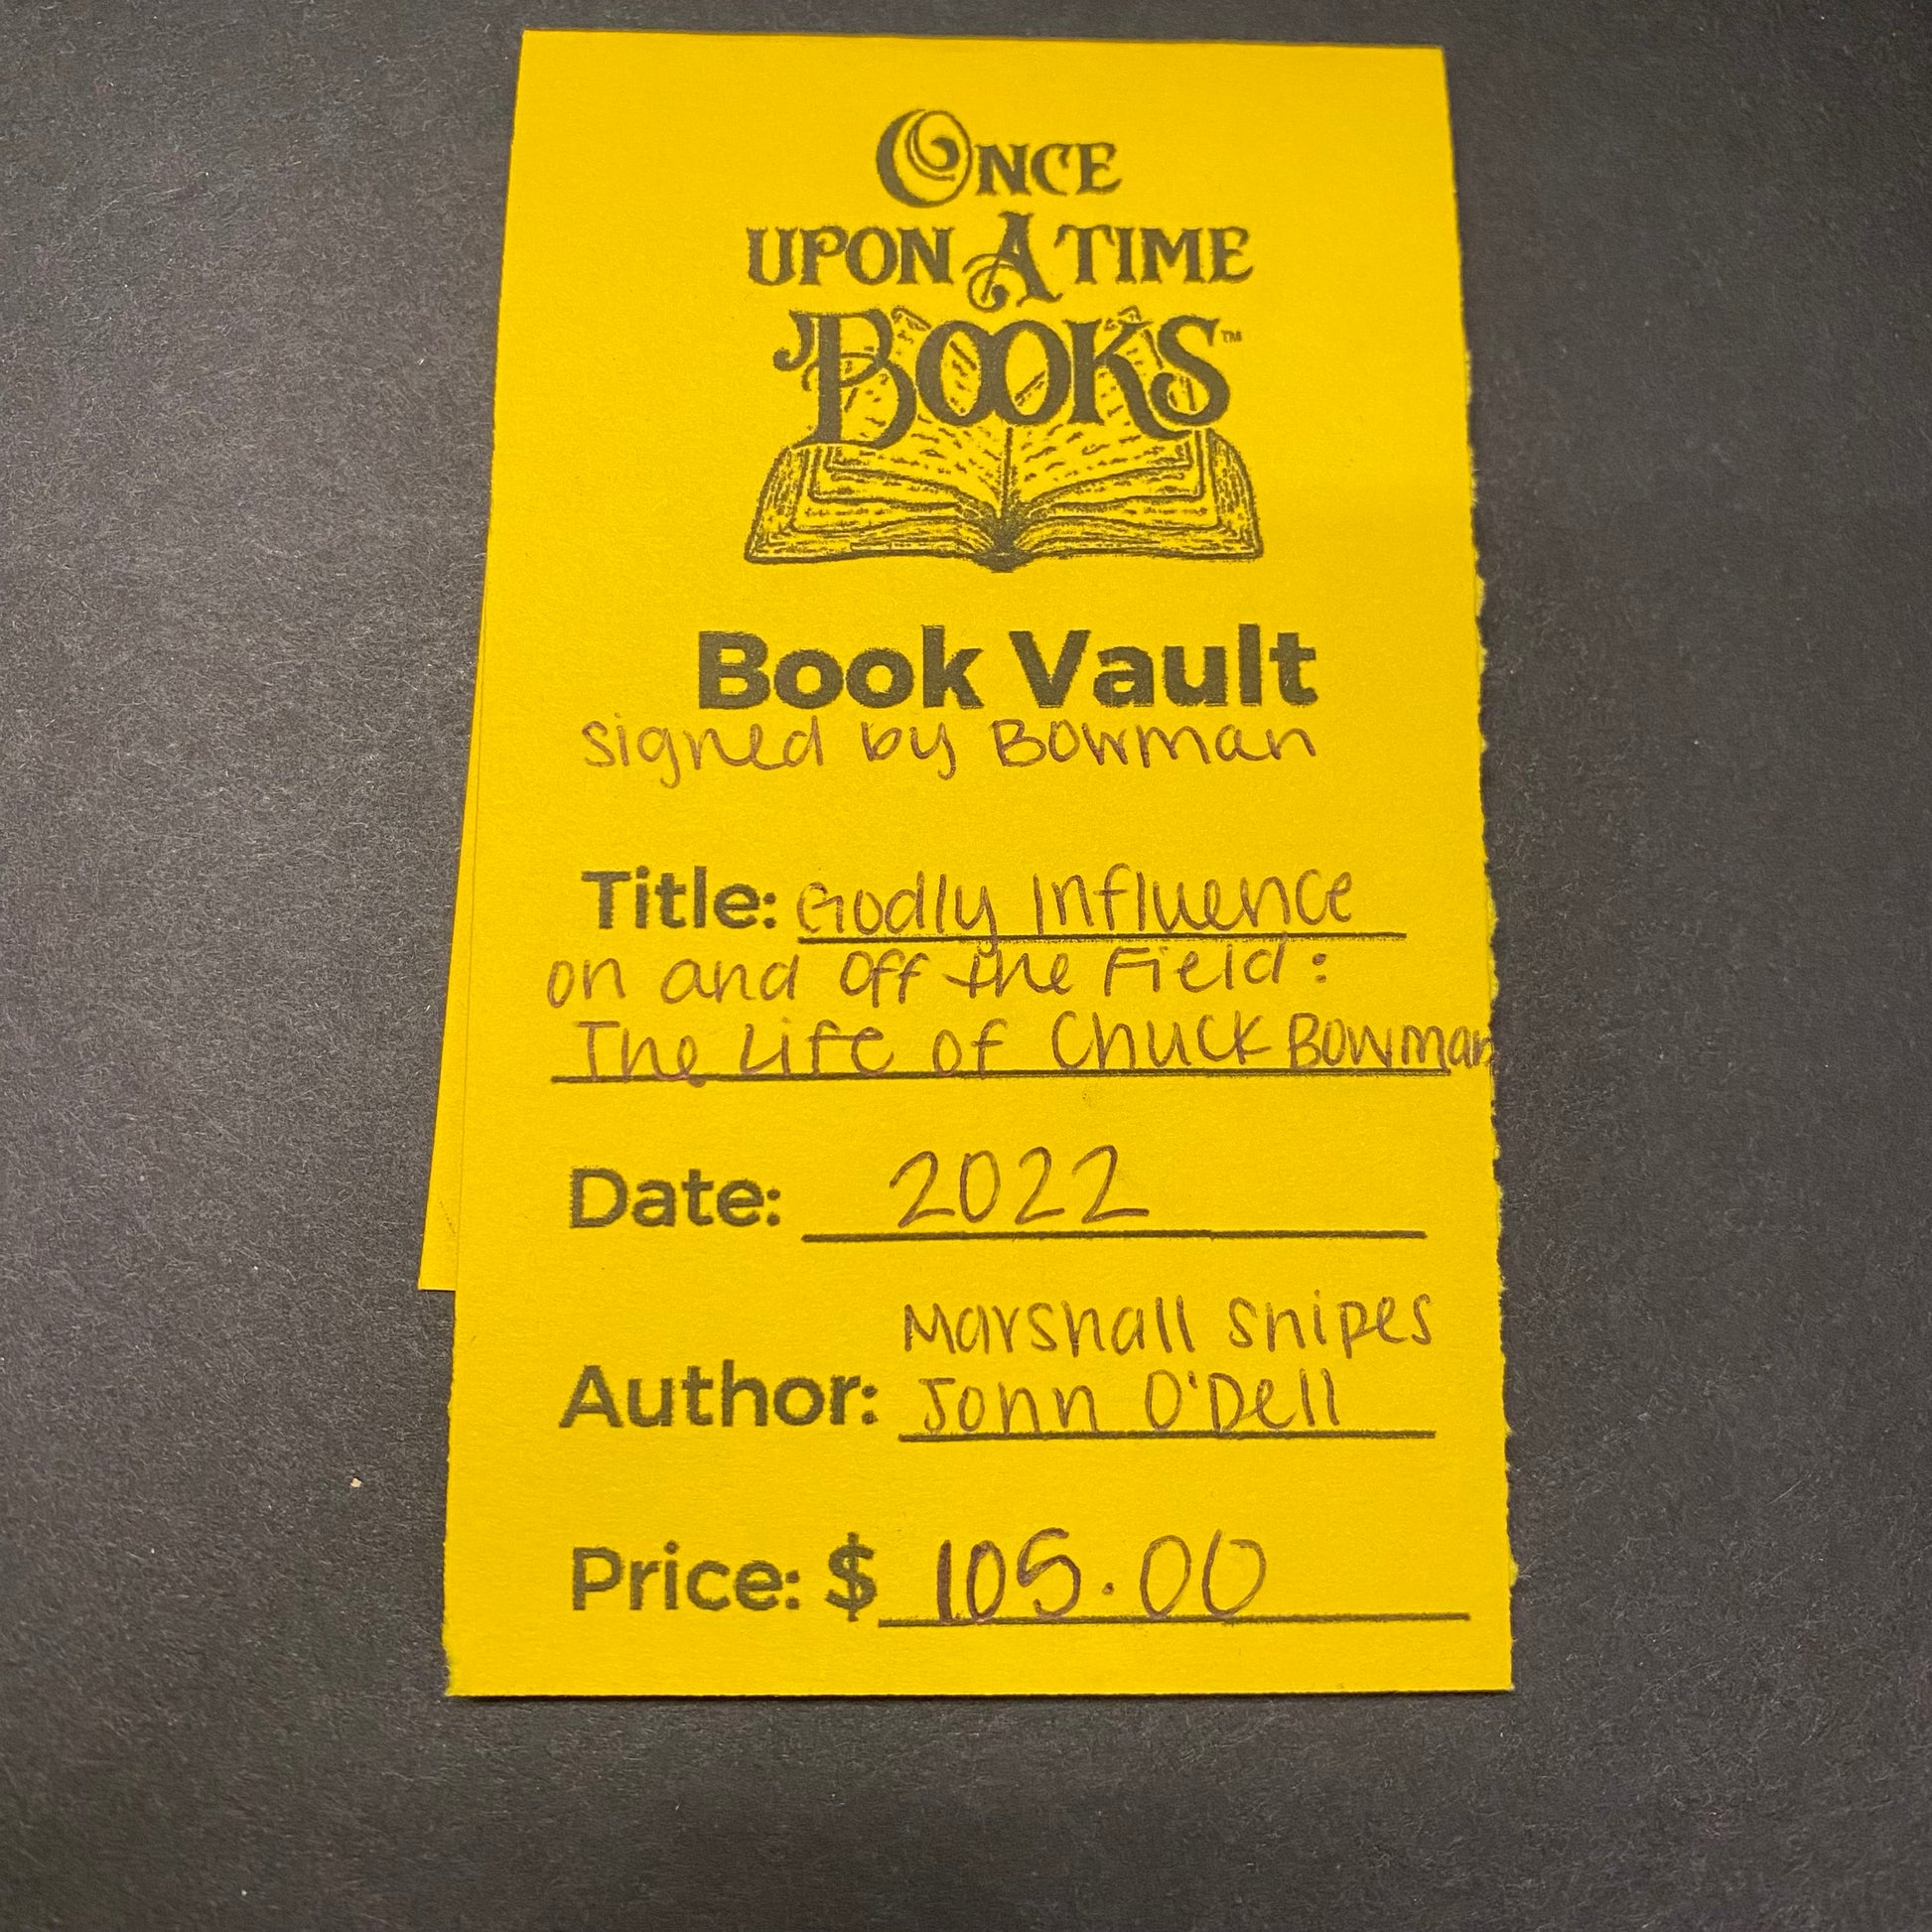 ONCE
UPON A TIME
BOOKS™
Book Vault
signed by Bowman
Title: Godly Influence
on and off the Field:
The Life of Chuck Bowman
Date: 2022
Marshall Snipes
Author: John O'Dell
Price: $ 105.00